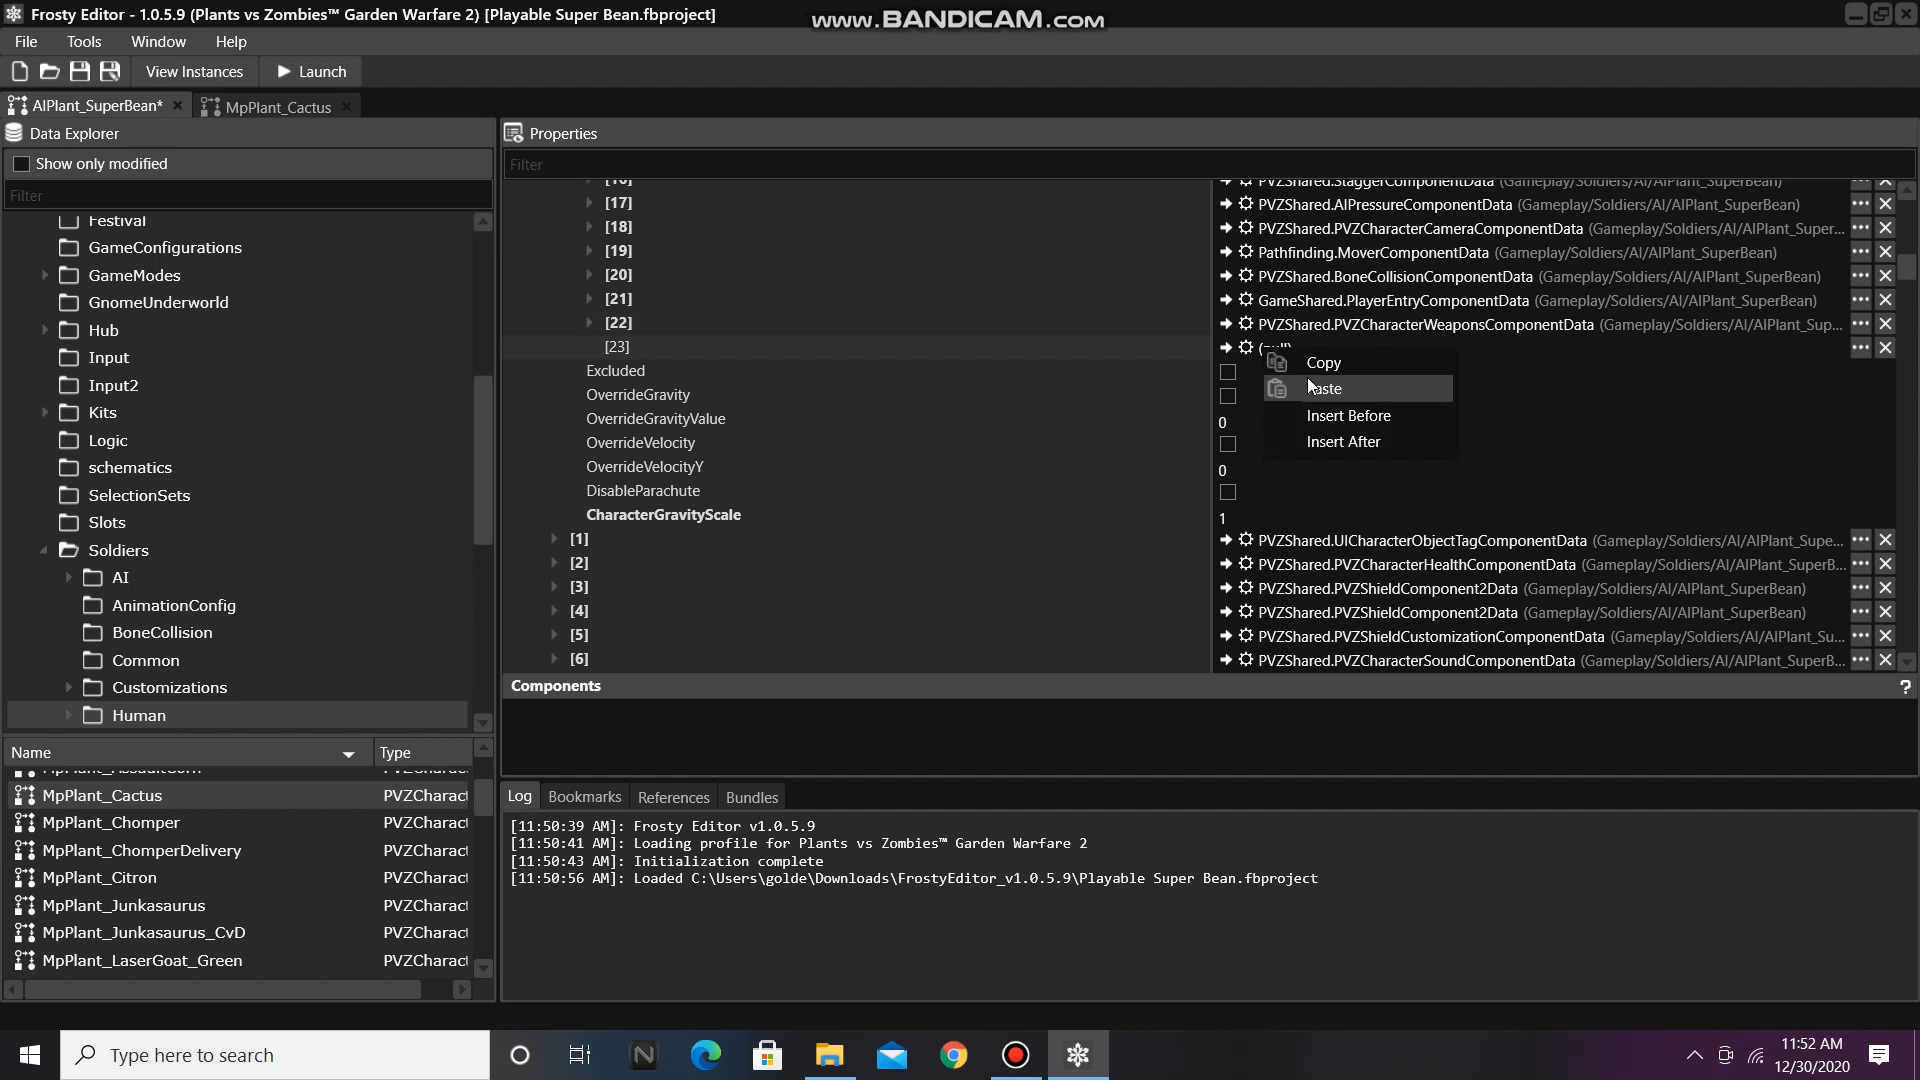 Frosty Editor - 1.0.5.9 (Plants vs Zombies™ Garden Warfare 2) [Playable Super Bean.fbproject]
www.BANDICAM.com
File Tools Window Help
View Instances Launch
AIPlant_SuperBean* MpPlant_Cactus
Data Explorer
Show only modified
Filter
Festival
GameConfigurations
GameModes
GnomeUnderworld
Hub
Input
Input2
Kits
Logic
schematics
SelectionSets
Slots
Soldiers
AI
AnimationConfig
BoneCollision
Common
Customizations
Human
Name Type
MpPlant_AssaultCorn PVZCharact
MpPlant_Cactus PVZCharact
MpPlant_Chomper PVZCharact
MpPlant_ChomperDelivery PVZCharact
MpPlant_Citron PVZCharact
MpPlant_Junkasaurus PVZCharact
MpPlant_Junkasaurus_CvD PVZCharact
MpPlant_LaserGoat_Green PVZCharact
Properties
Filter
[16] PVZShared.StaggerComponentData (Gameplay/Soldiers/AI/AIPlant_SuperBean)
[17] PVZShared.AIPressureComponentData (Gameplay/Soldiers/AI/AIPlant_SuperBean)
[18] PVZShared.PVZCharacterCameraComponentData (Gameplay/Soldiers/AI/AIPlant_Super...
[19] Pathfinding.MoverComponentData (Gameplay/Soldiers/AI/AIPlant_SuperBean)
[20] PVZShared.BoneCollisionComponentData (Gameplay/Soldiers/AI/AIPlant_SuperBean)
[21] GameShared.PlayerEntryComponentData (Gameplay/Soldiers/AI/AIPlant_SuperBean)
[22] PVZShared.PVZCharacterWeaponsComponentData (Gameplay/Soldiers/AI/AIPlant_Sup...
[23] (null)
Copy
Paste
Insert Before
Insert After
Excluded
OverrideGravity
OverrideGravityValue 0
OverrideVelocity
OverrideVelocityY 0
DisableParachute
CharacterGravityScale 1
[1] PVZShared.UICharacterObjectTagComponentData (Gameplay/Soldiers/AI/AIPlant_Supe...
[2] PVZShared.PVZCharacterHealthComponentData (Gameplay/Soldiers/AI/AIPlant_SuperB...
[3] PVZShared.PVZShieldComponent2Data (Gameplay/Soldiers/AI/AIPlant_SuperBean)
[4] PVZShared.PVZShieldComponent2Data (Gameplay/Soldiers/AI/AIPlant_SuperBean)
[5] PVZShared.PVZShieldCustomizationComponentData (Gameplay/Soldiers/AI/AIPlant_Su...
[6] PVZShared.PVZCharacterSoundComponentData (Gameplay/Soldiers/AI/AIPlant_SuperB...
Components ?
Log Bookmarks References Bundles
[11:50:39 AM]: Frosty Editor v1.0.5.9
[11:50:41 AM]: Loading profile for Plants vs Zombies™ Garden Warfare 2
[11:50:43 AM]: Initialization complete
[11:50:56 AM]: Loaded C:\Users\golde\Downloads\FrostyEditor_v1.0.5.9\Playable Super Bean.fbproject
Type here to search
11:52 AM
12/30/2020